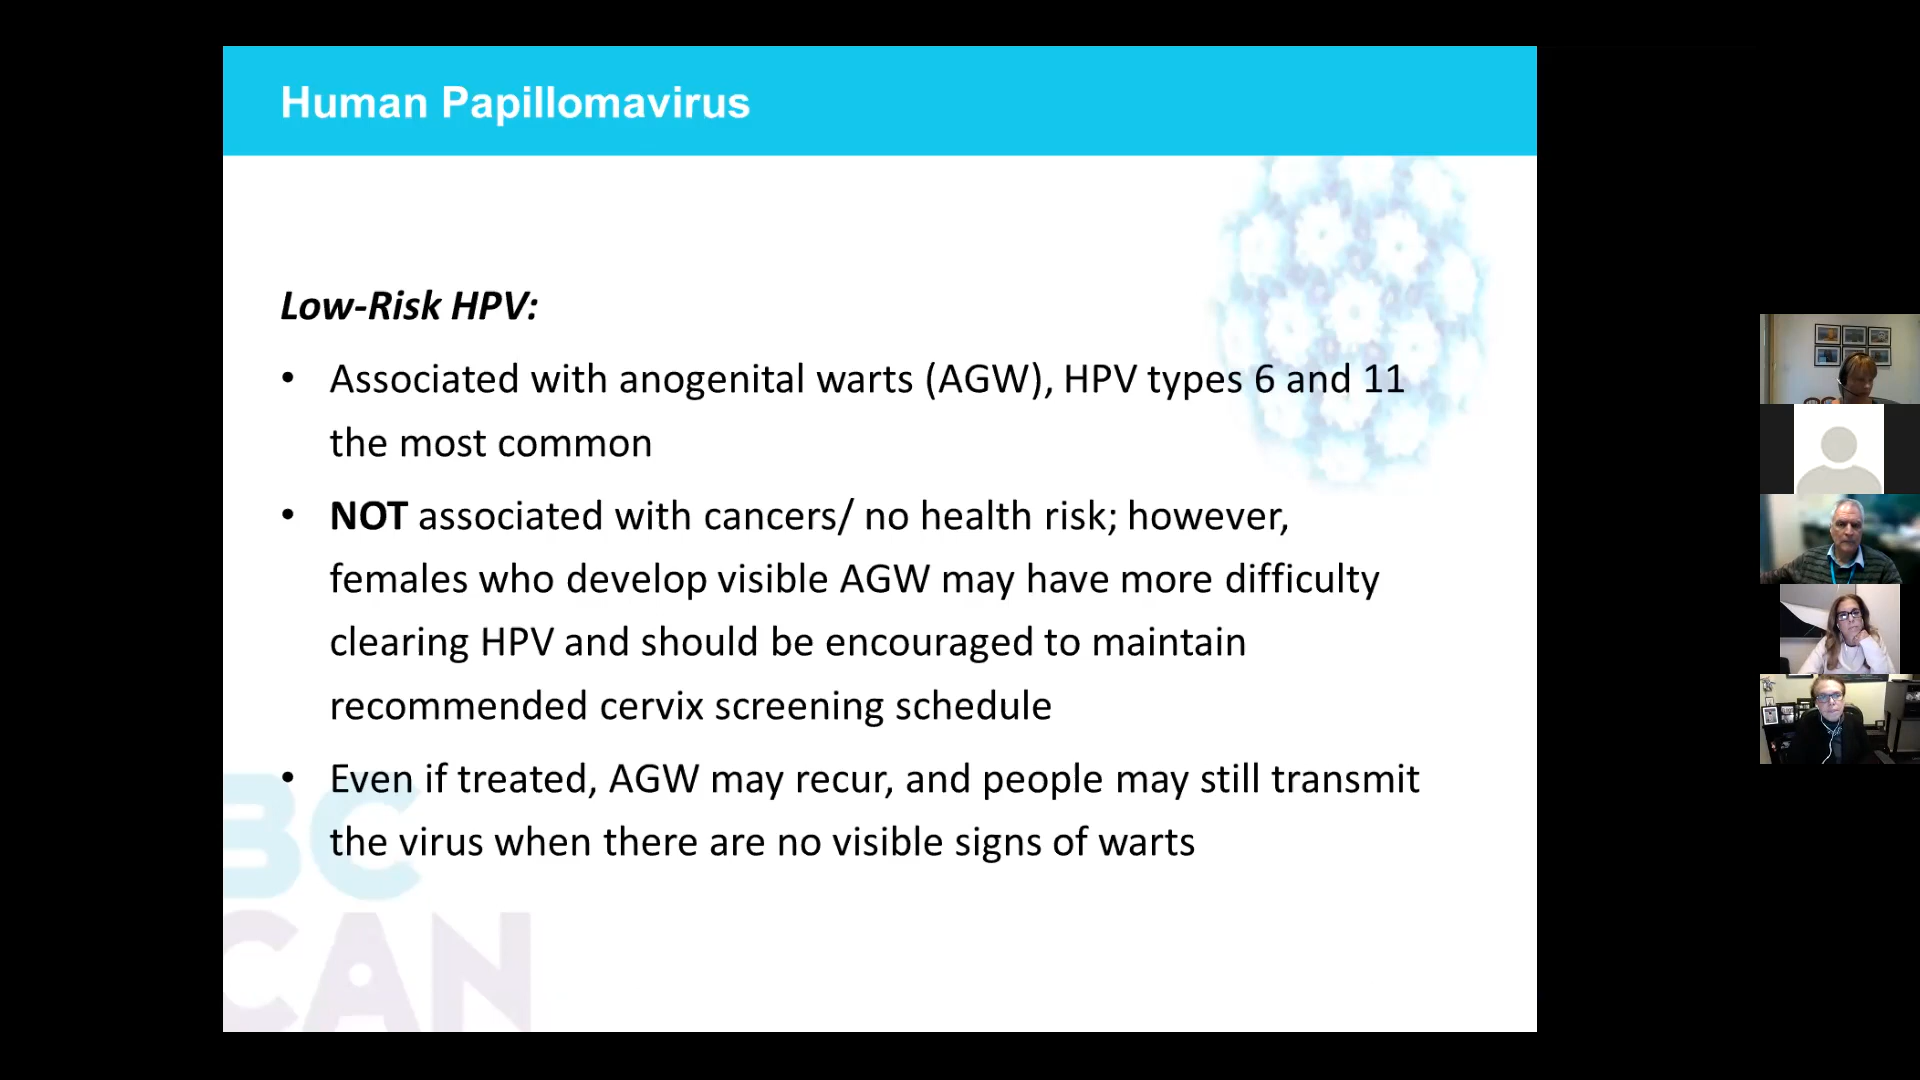 Human Papillomavirus
Low-Risk HPV:
• Associated with anogenital warts (AGW), HPV types 6 and 11
the most common
• NOT associated with cancers/ no health risk; however,
females who develop visible AGW may have more difficulty
clearing HPV and should be encouraged to maintain
recommended cervix screening schedule
• Even if treated, AGW may recur, and people may still transmit
the virus when there are no visible signs of warts
BC
CAN